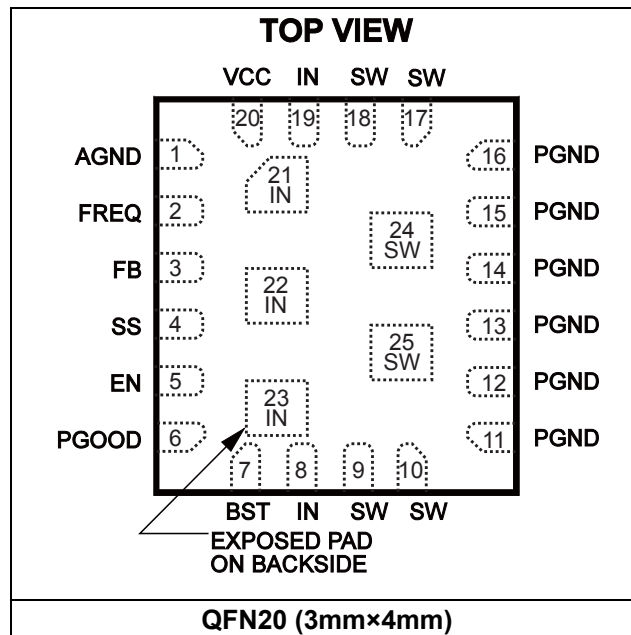 TOP VIEW
VCC IN SW SW
20 19 18 17
AGND 1
FREQ 2
FB 3
SS 4
EN 5
PGOOD 6
21
IN
22
IN
23
IN
24
SW
25
SW
16 PGND
15 PGND
14 PGND
13 PGND
12 PGND
11 PGND
7 8 9 10
BST IN SW SW
EXPOSED PAD
ON BACKSIDE
QFN20 (3mm×4mm)